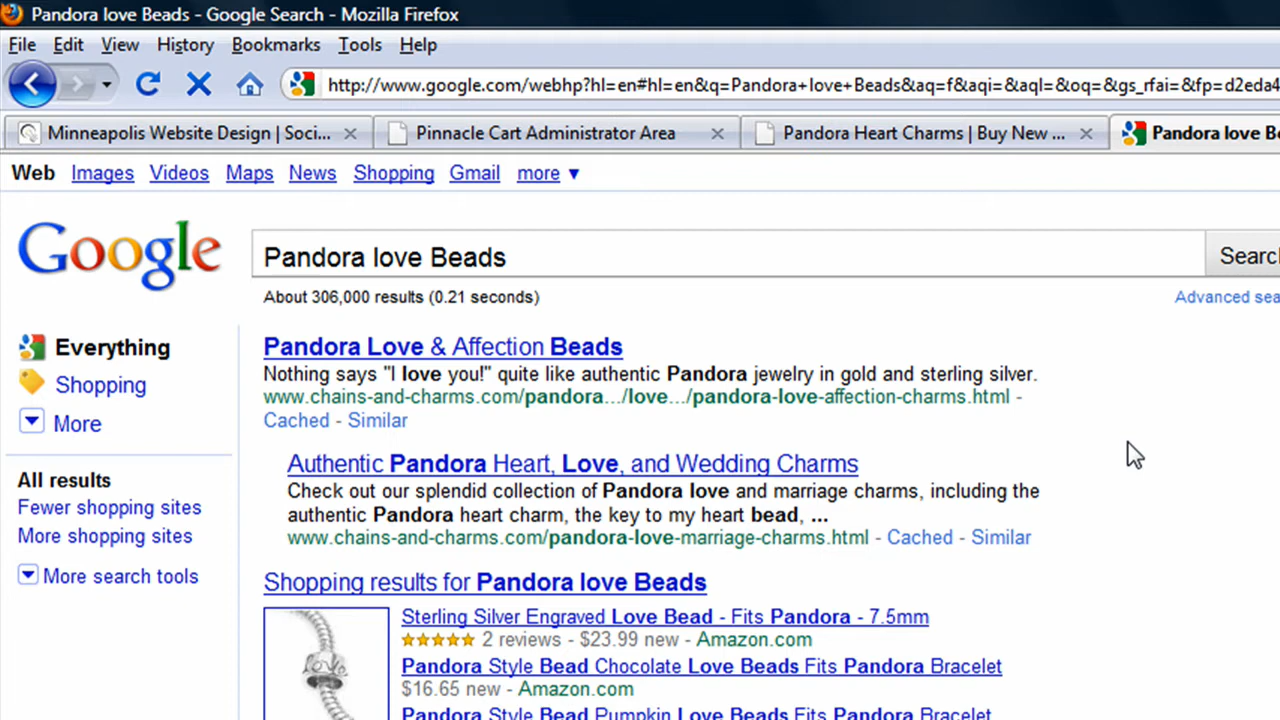 Pandora love Beads - Google Search - Mozilla Firefox
File Edit View History Bookmarks Tools Help
http://www.google.com/webhp?hl=en#hl=en&q=Pandora+love+Beads&aq=f&aqi=&aql=&oq=&gs_rfai=&fp=d2eda4
Minneapolis Website Design | Soci... Pinnacle Cart Administrator Area Pandora Heart Charms | Buy New ... Pandora love Be
Web Images Videos Maps News Shopping Gmail more ▼
Google Pandora love Beads Search
About 306,000 results (0.21 seconds) Advanced sea
Everything
Shopping
More
All results
Fewer shopping sites
More shopping sites
More search tools
Pandora Love & Affection Beads
Nothing says "I love you!" quite like authentic Pandora jewelry in gold and sterling silver.
www.chains-and-charms.com/pandora.../love.../pandora-love-affection-charms.html -
Cached - Similar
Authentic Pandora Heart, Love, and Wedding Charms
Check out our splendid collection of Pandora love and marriage charms, including the
authentic Pandora heart charm, the key to my heart bead, ...
www.chains-and-charms.com/pandora-love-marriage-charms.html - Cached - Similar
Shopping results for Pandora love Beads
Love
Sterling Silver Engraved Love Bead - Fits Pandora - 7.5mm
★★★★★ 2 reviews - $23.99 new - Amazon.com
Pandora Style Bead Chocolate Love Beads Fits Pandora Bracelet
$16.65 new - Amazon.com
Pandora Style Bead Pumpkin Love Beads Fits Pandora Bracelet